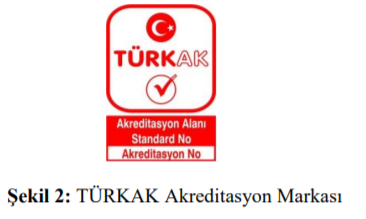 TÜRKAK
Akreditasyon Alanı
Standard No
Akreditasyon No
Şekil 2: TÜRKAK Akreditasyon Markası